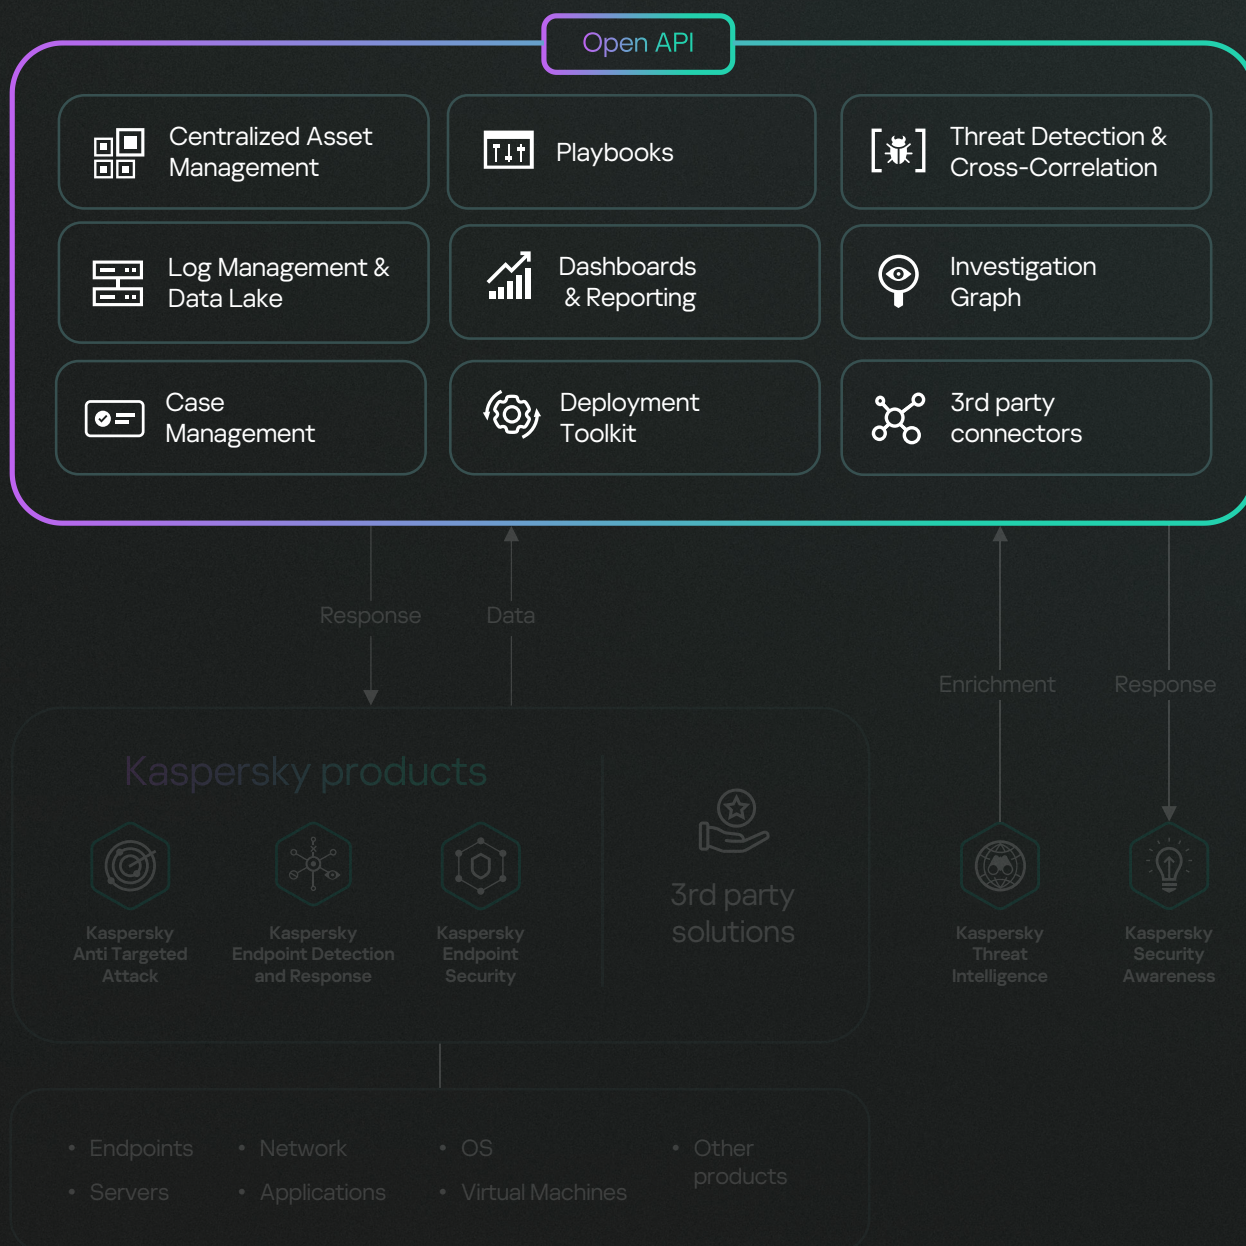 Open API
Centralized Asset
Management
Playbooks
Threat Detection &
Cross-Correlation
Log Management &
Data Lake
Dashboards
& Reporting
Investigation
Graph
Case
Management
Deployment
Toolkit
3rd party
connectors
Response
Data
Enrichment
Response
Kaspersky products
Kaspersky
Anti Targeted
Attack
Kaspersky
Endpoint Detection
and Response
Kaspersky
Endpoint
Security
3rd party
solutions
Kaspersky
Threat
Intelligence
Kaspersky
Security
Awareness
• Endpoints
• Servers
• Network
• Applications
• OS
• Virtual Machines
• Other
products